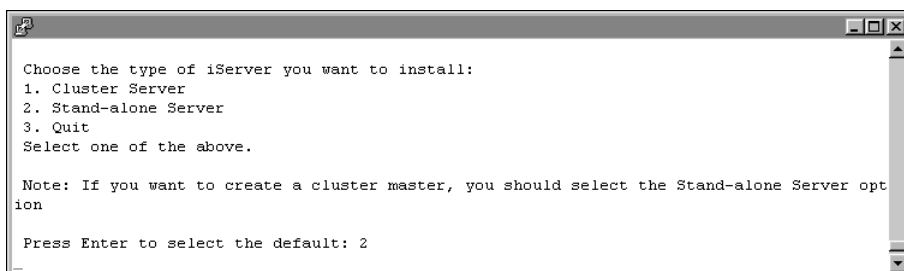 Choose the type of iServer you want to install:
1. Cluster Server
2. Stand-alone Server
3. Quit
Select one of the above.
Note: If you want to create a cluster master, you should select the Stand-alone Server opt
ion
Press Enter to select the default: 2